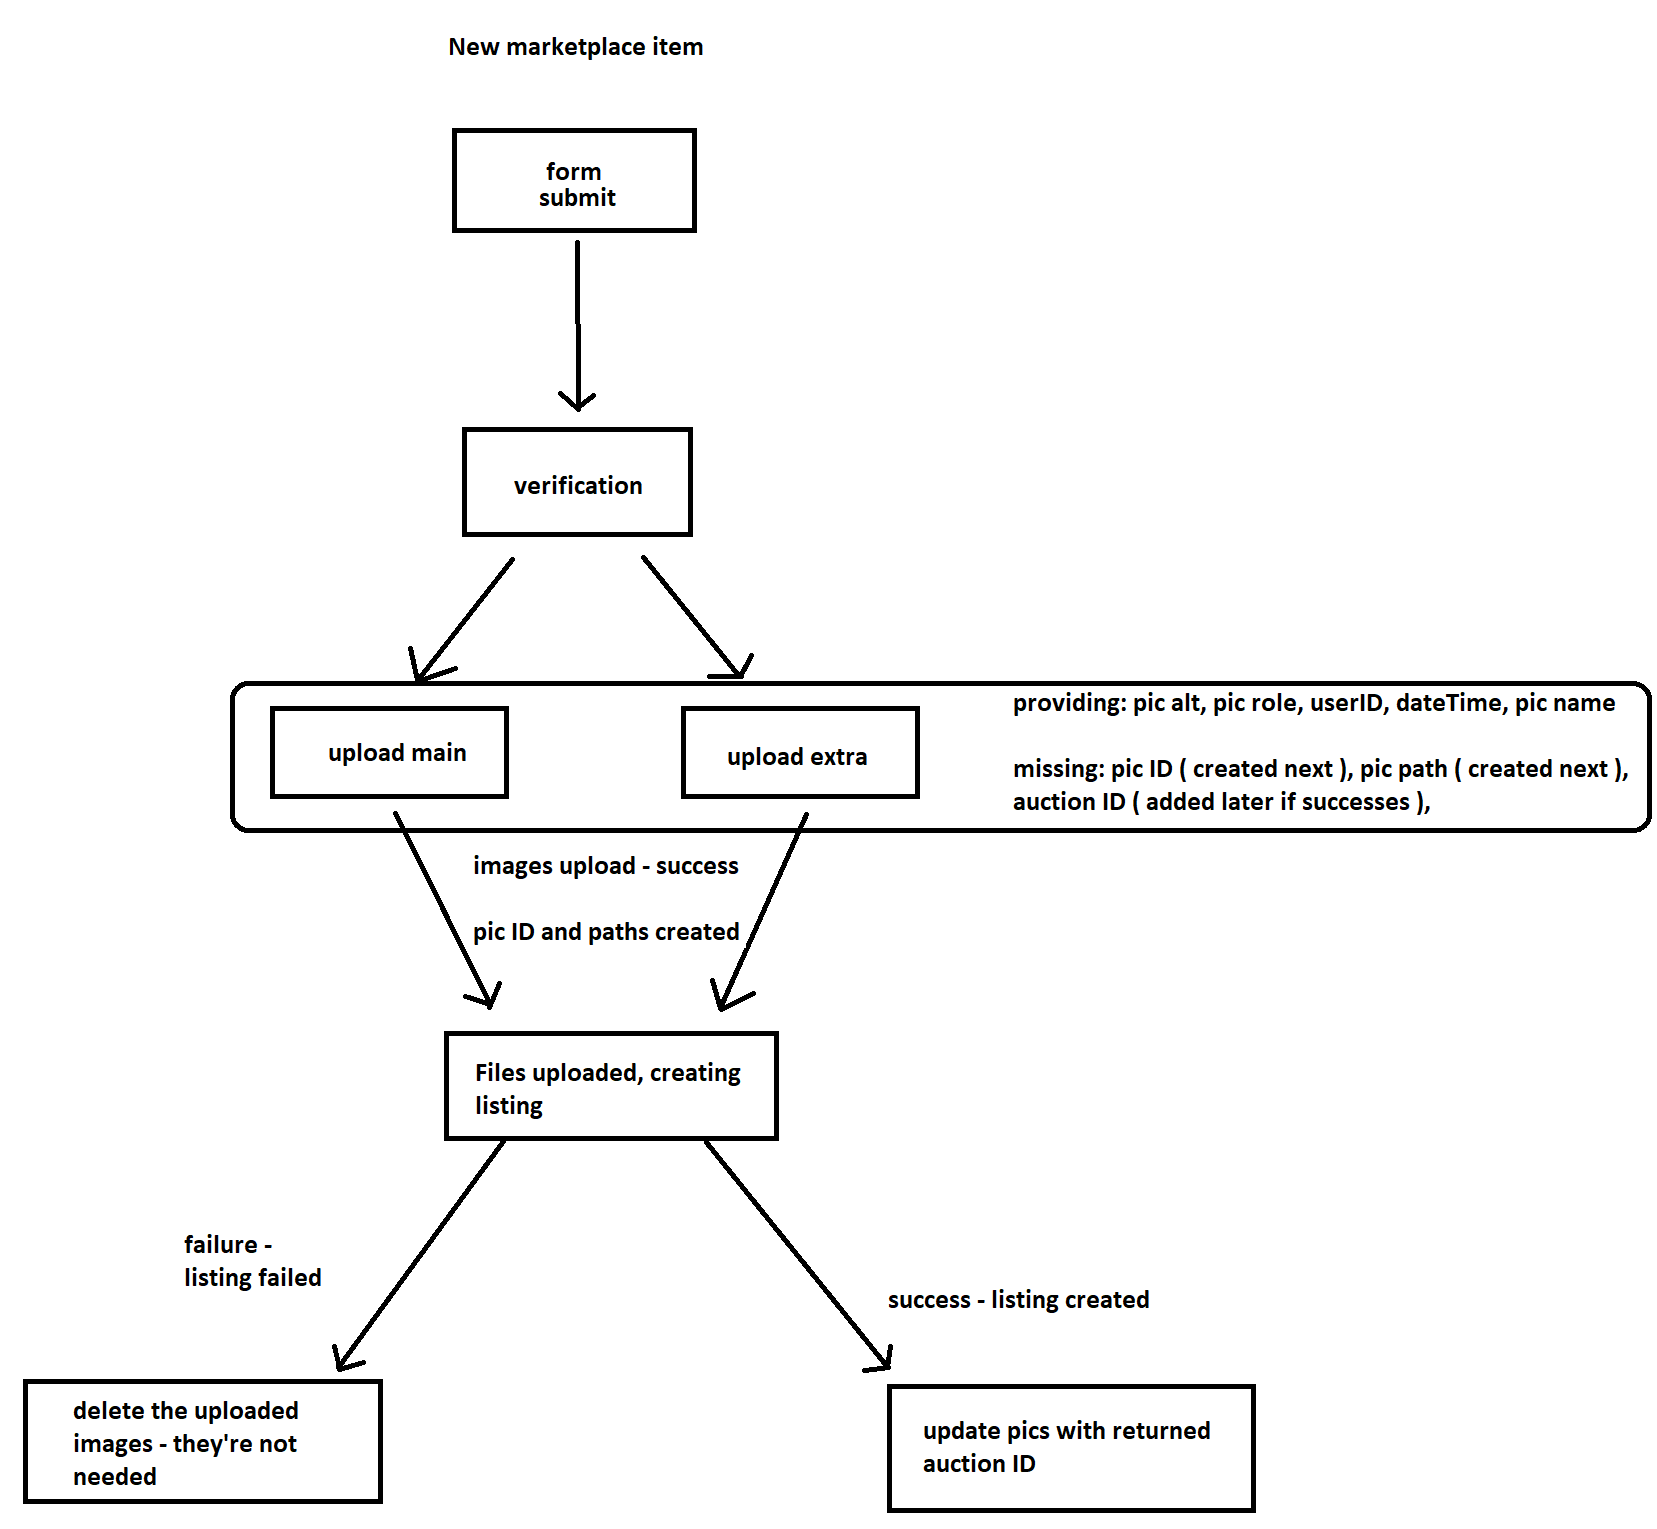 New marketplace item
form
submit
verification
upload main
upload extra
providing: pic alt, pic role, userID, dateTime, pic name
missing: pic ID ( created next ), pic path ( created next ),
auction ID ( added later if successes ),
images upload - success
pic ID and paths created
Files uploaded, creating
listing
failure -
listing failed
success - listing created
delete the uploaded
images - they're not
needed
update pics with returned
auction ID